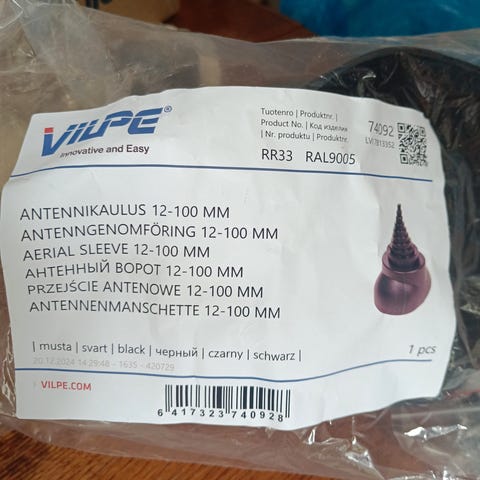 VILPE®
Innovative and Easy
Tuotenro | Produktnr. |
Product No. | Код изделия
| Nr. produktu | Produktnr.
74092
LVI 7813352
RR33 RAL9005
ANTENNIKAULUS 12-100 MM
ANTENNGENOMFÖRING 12-100 MM
AERIAL SLEEVE 12-100 MM
АНТЕННЫЙ ВОРОТ 12-100 MM
PRZEJŚCIE ANTENOWE 12-100 MM
ANTENNENMANSCHETTE 12-100 MM
| musta | svart | black | черный | czarny | schwarz |
1 pcs
20.12.2024 14:29:48 - 1635 - 420729
VILPE.COM
6 417323 740928